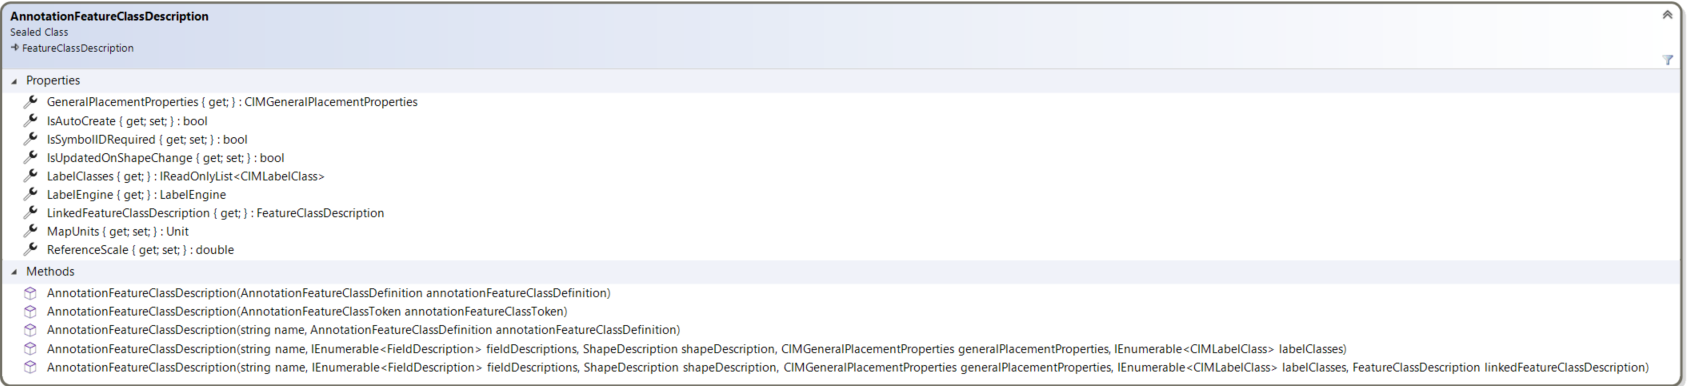 AnnotationFeatureClassDescription
Sealed Class
FeatureClassDescription
Properties
GeneralPlacementProperties { get; } : CIMGeneralPlacementProperties
IsAutoCreate { get; set; } : bool
IsSymbolIDRequired { get; set; } : bool
IsUpdatedOnShapeChange { get; set; } : bool
LabelClasses { get; } : IReadOnlyList<CIMLabelClass>
LabelEngine { get; } : LabelEngine
LinkedFeatureClassDescription { get; } : FeatureClassDescription
MapUnits { get; set; } : Unit
ReferenceScale { get; set; } : double
Methods
AnnotationFeatureClassDescription(AnnotationFeatureClassDefinition annotationFeatureClassDefinition)
AnnotationFeatureClassDescription(AnnotationFeatureClassToken annotationFeatureClassToken)
AnnotationFeatureClassDescription(string name, AnnotationFeatureClassDefinition annotationFeatureClassDefinition)
AnnotationFeatureClassDescription(string name, IEnumerable<FieldDescription> fieldDescriptions, ShapeDescription shapeDescription, CIMGeneralPlacementProperties generalPlacementProperties, IEnumerable<CIMLabelClass> labelClasses)
AnnotationFeatureClassDescription(string name, IEnumerable<FieldDescription> fieldDescriptions, ShapeDescription shapeDescription, CIMGeneralPlacementProperties generalPlacementProperties, IEnumerable<CIMLabelClass> labelClasses, FeatureClassDescription linkedFeatureClassDescription)